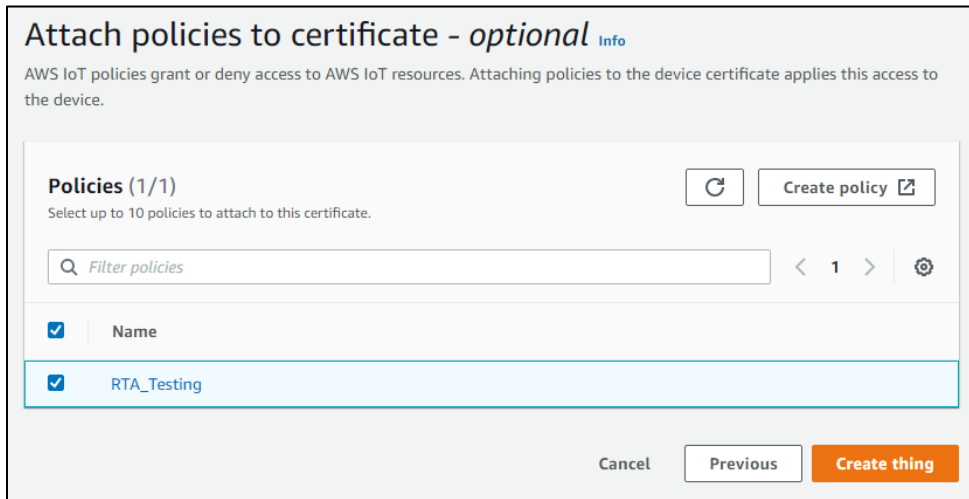 Attach policies to certificate - optional Info
AWS IoT policies grant or deny access to AWS IoT resources. Attaching policies to the device certificate applies this access to
the device.
Policies (1/1)
Create policy
Select up to 10 policies to attach to this certificate.
Filter policies
1
Name
RTA_Testing
Cancel
Previous
Create thing